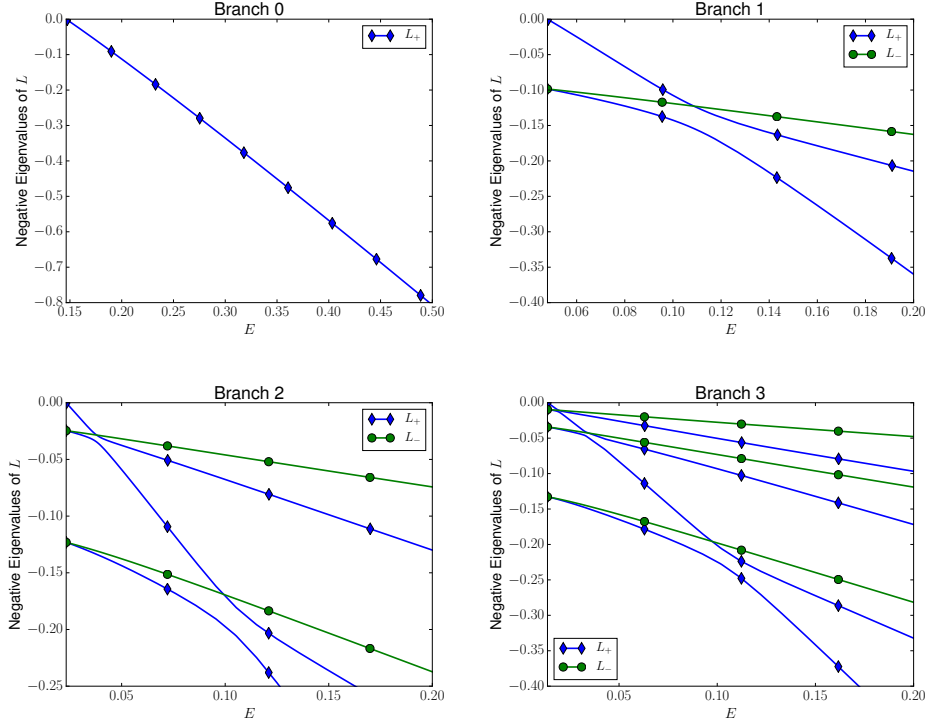 Branch 0
0.0
−0.1
−0.2
−0.3
−0.4
−0.5
−0.6
−0.7
−0.8
0.15 0.20 0.25 0.30 0.35 0.40 0.45 0.50
E
Negative Eigenvalues of L
L+
Branch 1
0.00
−0.05
−0.10
−0.15
−0.20
−0.25
−0.30
−0.35
−0.40
0.06 0.08 0.10 0.12 0.14 0.16 0.18 0.20
E
Negative Eigenvalues of L
L+
L−
Branch 2
0.00
−0.05
−0.10
−0.15
−0.20
−0.25
0.05 0.10 0.15 0.20
E
Negative Eigenvalues of L
L+
L−
Branch 3
0.00
−0.05
−0.10
−0.15
−0.20
−0.25
−0.30
−0.35
−0.40
0.05 0.10 0.15 0.20
E
Negative Eigenvalues of L
L+
L−